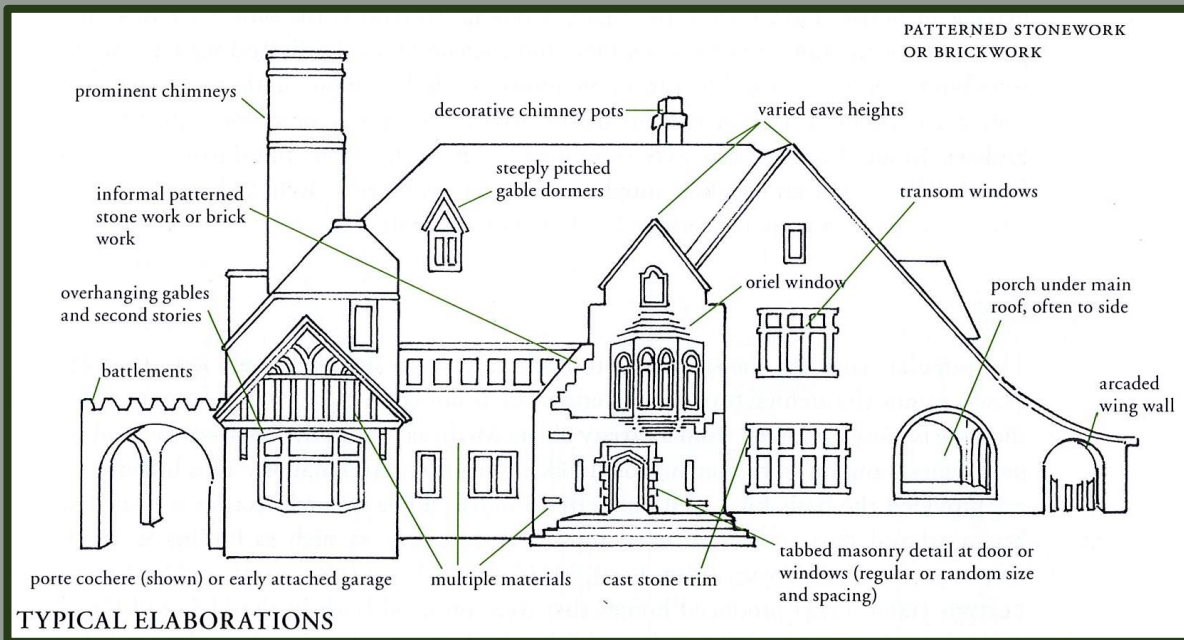 PATTERNED STONEWORK
OR BRICKWORK
prominent chimneys
decorative chimney pots
varied eave heights
steeply pitched
gable dormers
transom windows
informal patterned
stone work or brick
work
oriel window
porch under main
roof, often to side
overhanging gables
and second stories
battlements
arcaded
wing wall
tabbed masonry detail at door or
windows (regular or random size
and spacing)
porte cochere (shown) or early attached garage
multiple materials
cast stone trim
TYPICAL ELABORATIONS